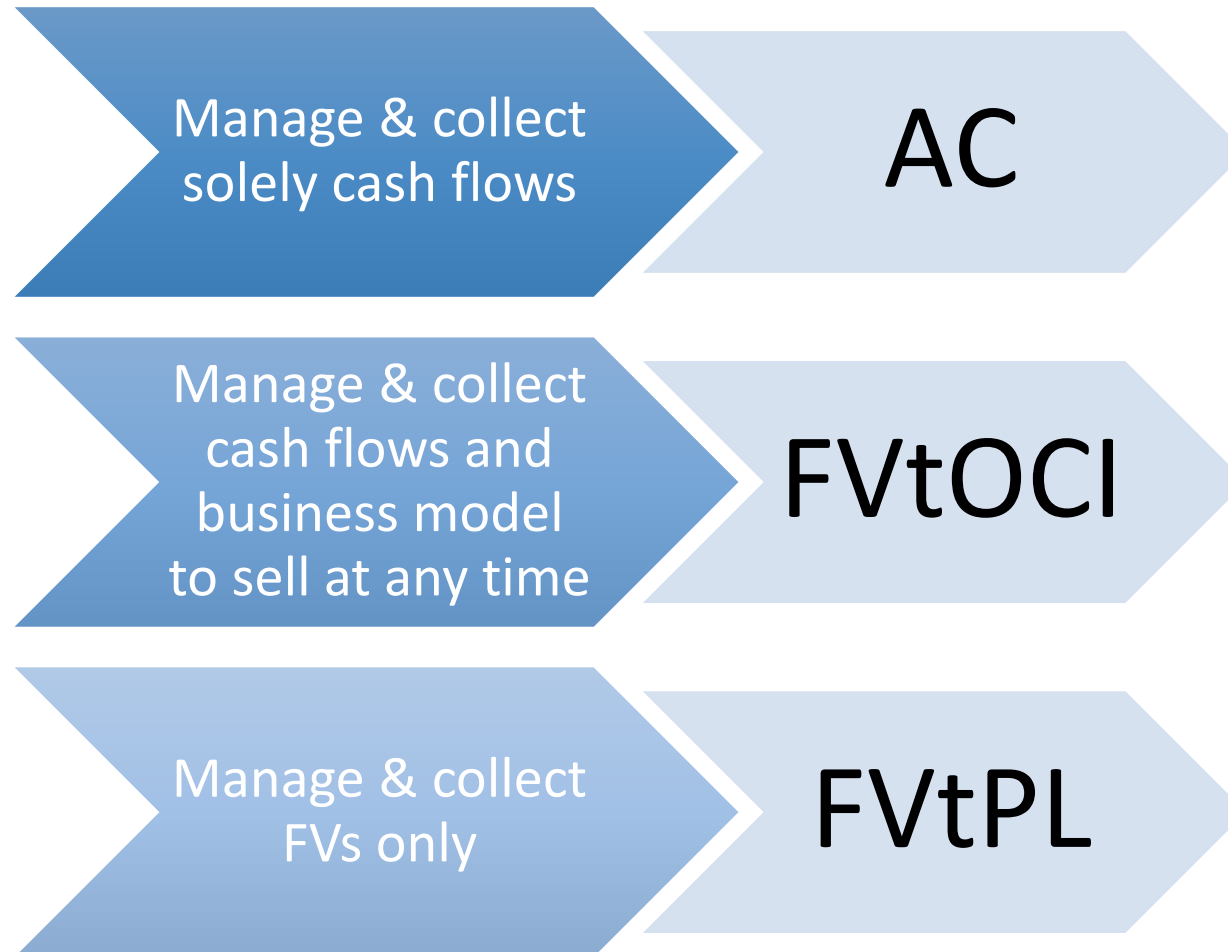 Manage & collect
solely cash flows
AC
Manage & collect
cash flows and
business model
to sell at any time
FVtOCI
Manage & collect
FVs only
FVtPL